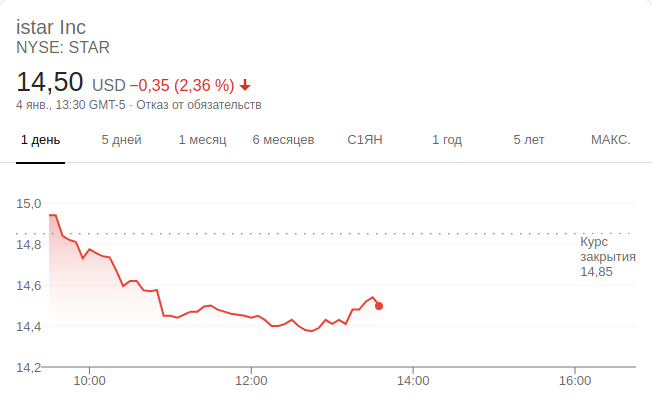 istar Inc
NYSE: STAR
14,50 USD −0,35 (2,36 %)
4 янв., 13:30 GMT-5 · Отказ от обязательств
1 день 5 дней 1 месяц 6 месяцев С1ЯН 1 год 5 лет МАКС.
15,0
14,8
Курс
закрытия
14,85
14,6
14,4
14,2
10:00 12:00 14:00 16:00